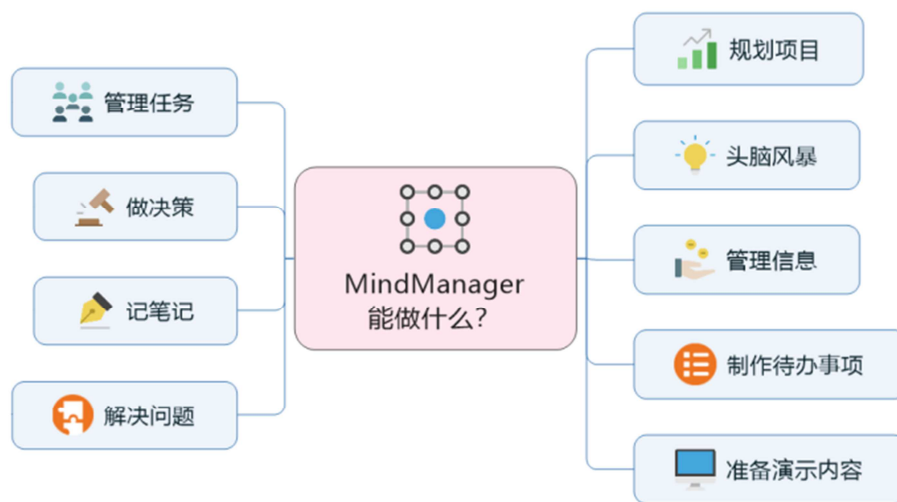 规划项目
管理任务
头脑风暴
做决策
管理信息
MindManager
能做什么?
记笔记
制作待办事项
解决问题
准备演示内容